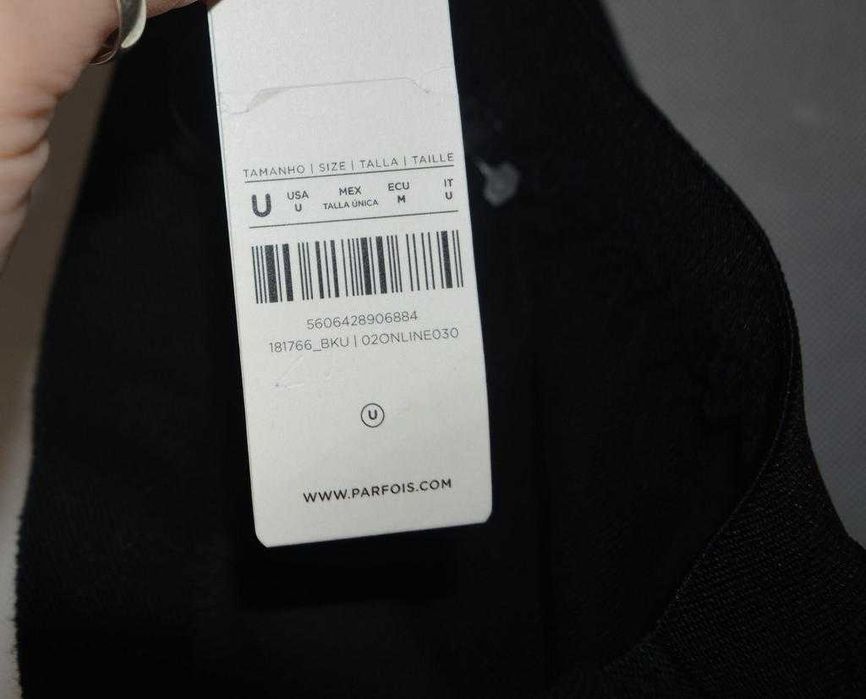 TAMANHO | SIZE | TALLA | TAILLE
U USA U MEX TALLA ÚNICA ECU M IT U
5606428906884
181766_BKU | 02ONLINE030
U
WWW.PARFOIS.COM